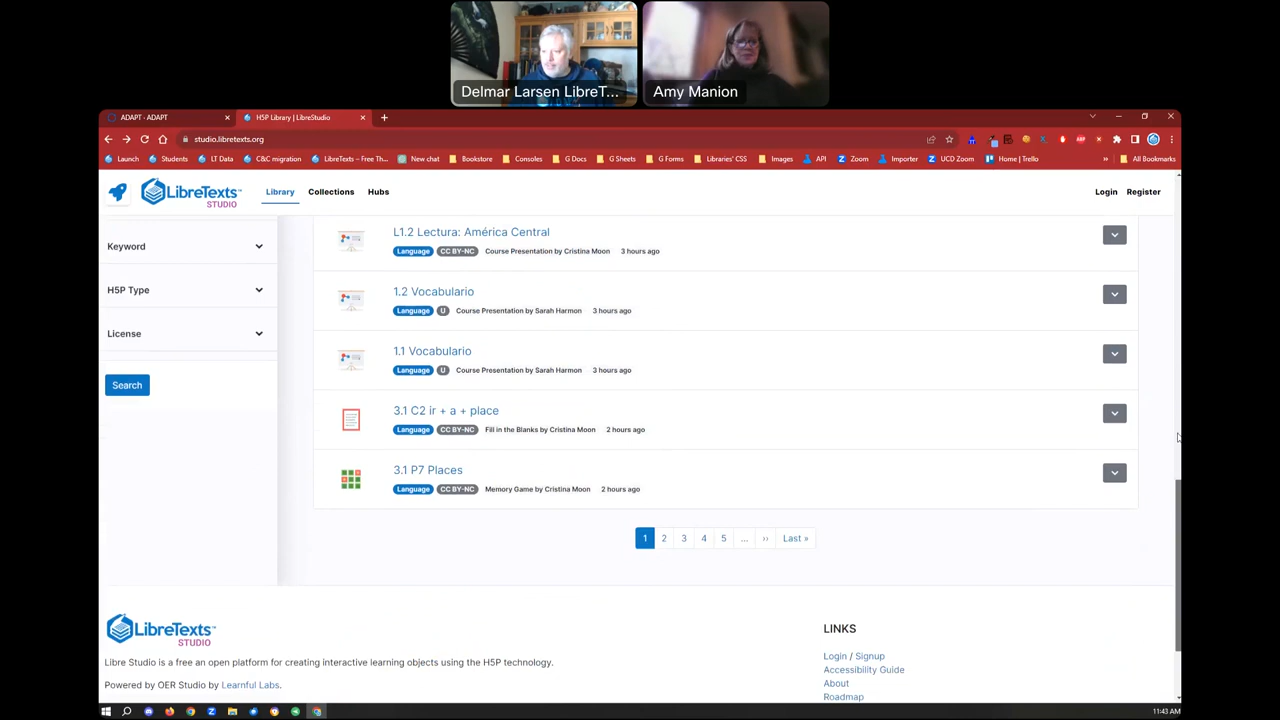 Delmar Larsen LibreT...
Amy Manion
ADAPT - ADAPT
H5P Library | LibreStudio
studio.libretexts.org
Launch
Students
LT Data
C&C migration
LibreTexts – Free Th...
New chat
Bookstore
Consoles
G Docs
G Sheets
G Forms
Libraries' CSS
Images
API
Zoom
Importer
UCD Zoom
Home | Trello
»
All Bookmarks
LibreTexts™
STUDIO
Library
Collections
Hubs
Login
Register
Keyword
H5P Type
License
Search
L1.2 Lectura: América Central
Language CC BY-NC Course Presentation by Cristina Moon 3 hours ago
1.2 Vocabulario
Language U Course Presentation by Sarah Harmon 3 hours ago
1.1 Vocabulario
Language U Course Presentation by Sarah Harmon 3 hours ago
3.1 C2 ir + a + place
Language CC BY-NC Fill in the Blanks by Cristina Moon 2 hours ago
3.1 P7 Places
Language CC BY-NC Memory Game by Cristina Moon 2 hours ago
1 2 3 4 5 ... ›› Last »
LibreTexts™
STUDIO
Libre Studio is a free an open platform for creating interactive learning objects using the H5P technology.
Powered by OER Studio by Learnful Labs.
LINKS
Login / Signup
Accessibility Guide
About
Roadmap
11:43 AM